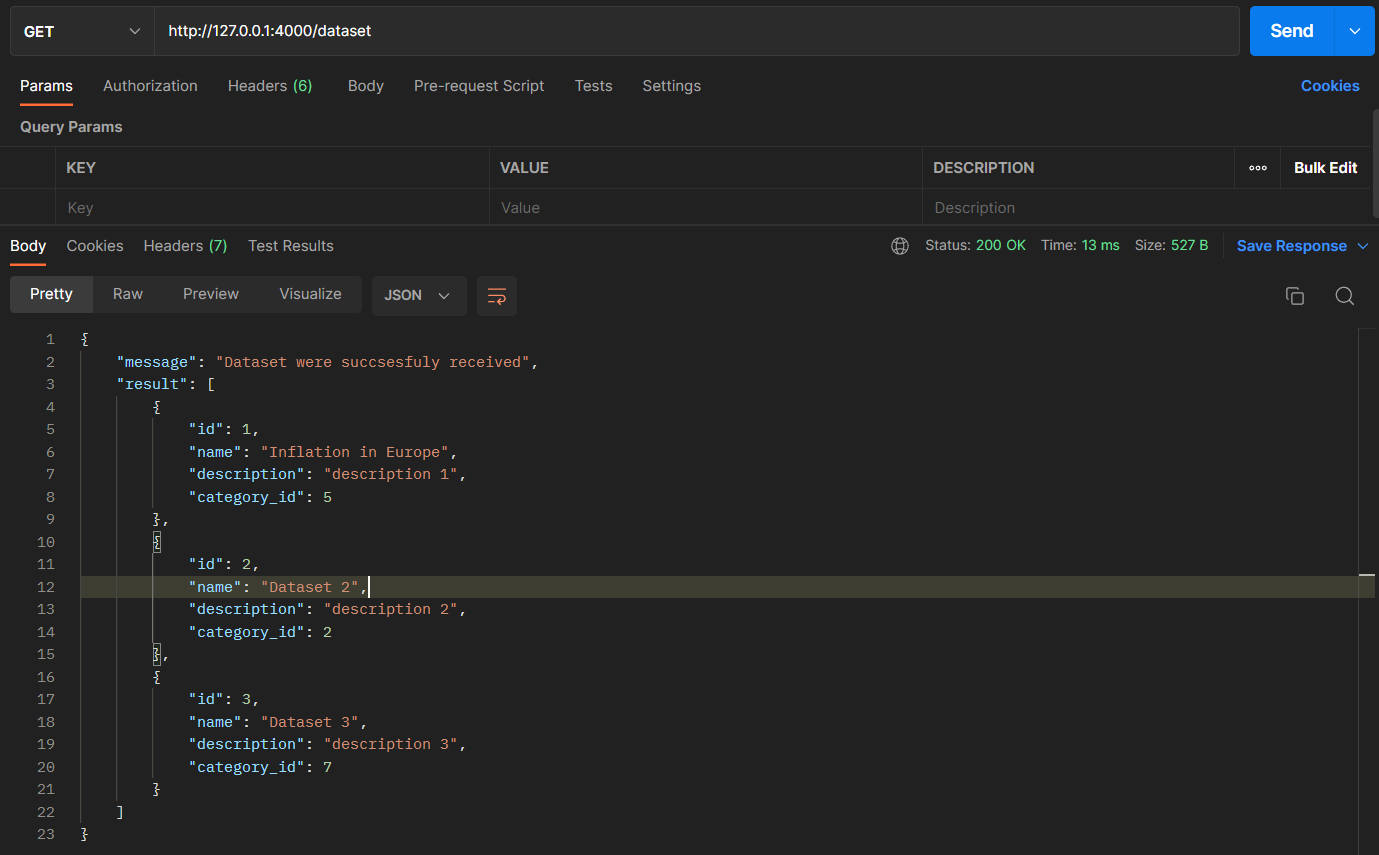 GET http://127.0.0.1:4000/dataset Send
Params Authorization Headers (6) Body Pre-request Script Tests Settings Cookies
Query Params
KEY VALUE DESCRIPTION ooo Bulk Edit
Key Value Description
Body Cookies Headers (7) Test Results Status: 200 OK Time: 13 ms Size: 527 B Save Response
Pretty Raw Preview Visualize JSON
1 {
2 "message": "Dataset were succsesfuly received",
3 "result": [
4 {
5 "id": 1,
6 "name": "Inflation in Europe",
7 "description": "description 1",
8 "category_id": 5
9 },
10 {
11 "id": 2,
12 "name": "Dataset 2",
13 "description": "description 2",
14 "category_id": 2
15 },
16 {
17 "id": 3,
18 "name": "Dataset 3",
19 "description": "description 3",
20 "category_id": 7
21 }
22 ]
23 }